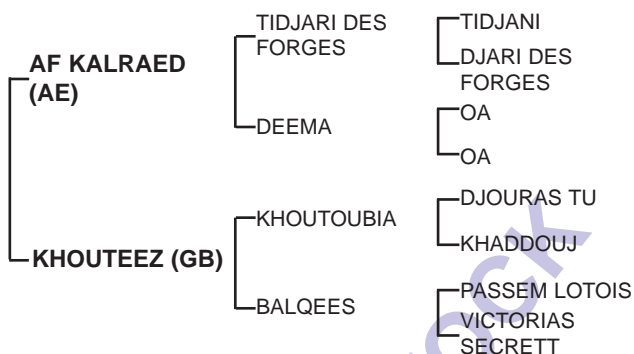 TIDJARI DES
FORGES
TIDJANI
AF KALRAED
(AE)
DJARI DES
FORGES
DEEMA
OA
OA
KHOUTEEZ (GB)
KHOUTOUBIA
DJOURAS TU
KHADDOUJ
BALQEES
PASSEM LOTOIS
VICTORIAS
SECRETT
OCK